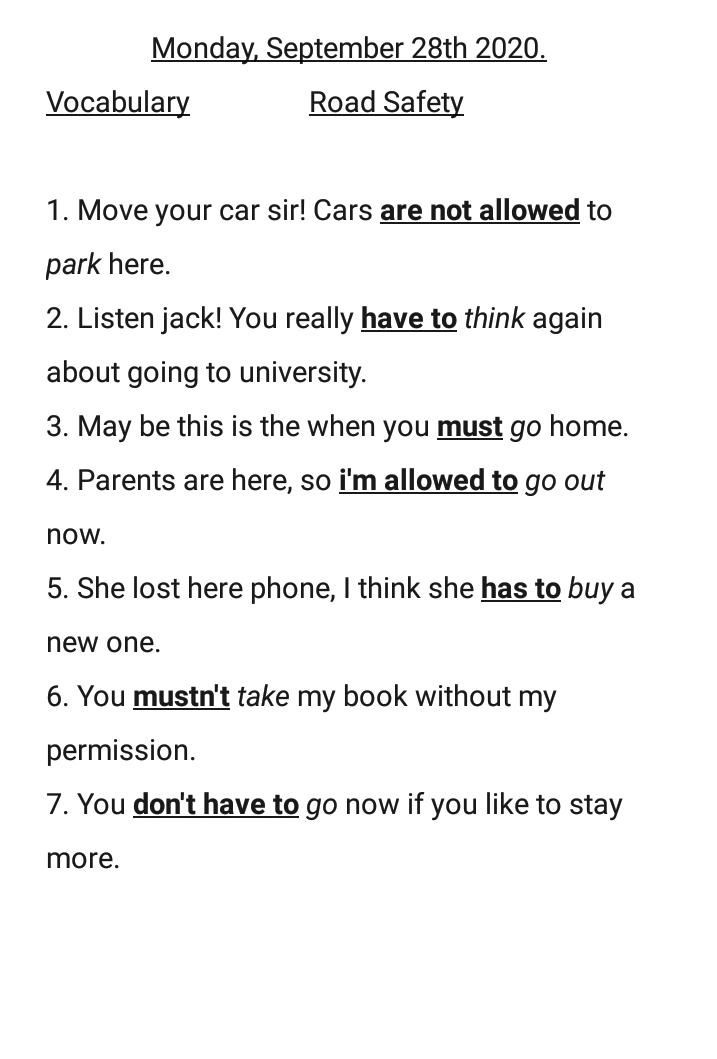 Monday, September 28th 2020.
Vocabulary Road Safety
1. Move your car sir! Cars are not allowed to
park here.
2. Listen jack! You really have to think again
about going to university.
3. May be this is the when you must go home.
4. Parents are here, so i'm allowed to go out
now.
5. She lost here phone, I think she has to buy a
new one.
6. You mustn't take my book without my
permission.
7. You don't have to go now if you like to stay
more.